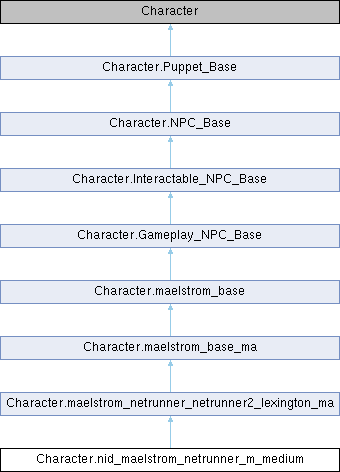 Character
Character.Puppet_Base
Character.NPC_Base
Character.Interactable_NPC_Base
Character.Gameplay_NPC_Base
Character.maelstrom_base
Character.maelstrom_base_ma
Character.maelstrom_netrunner_netrunner2_lexington_ma
Character.nid_maelstrom_netrunner_m_medium